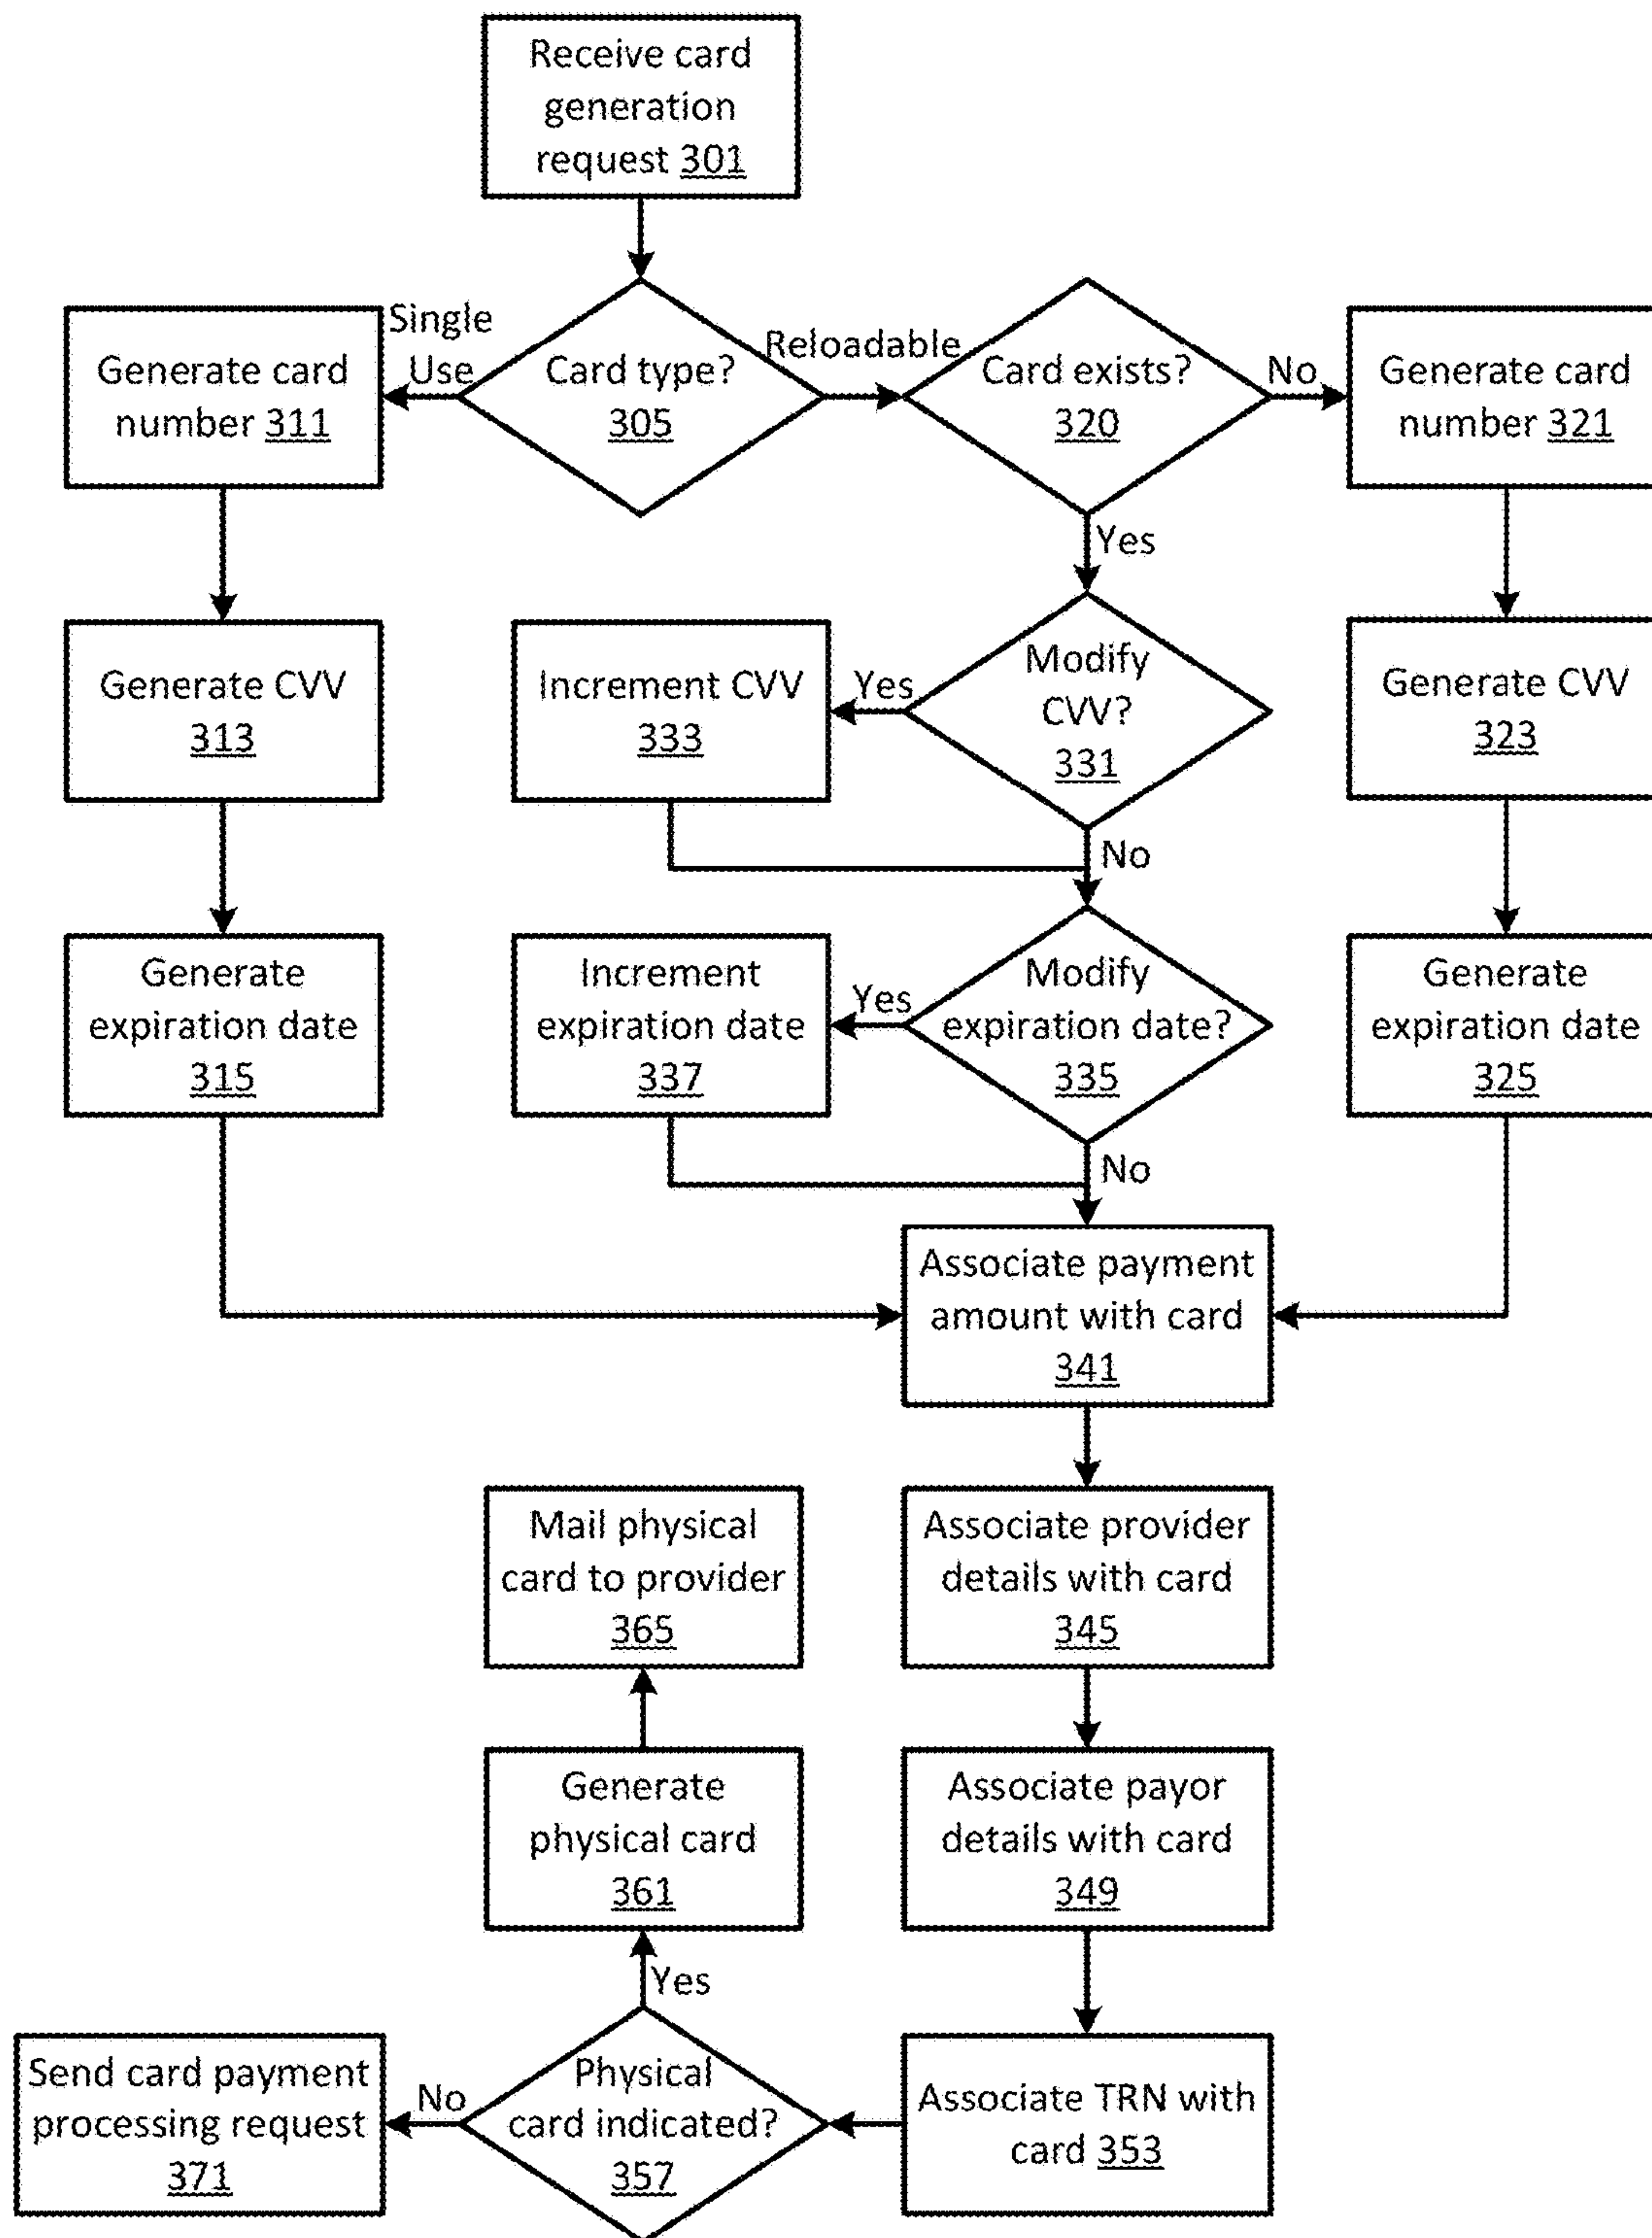 Receive card
generation
request 301
Single
Use
Generate card
number 311
Card type?
305
Reloadable
Card exists?
320
No
Generate card
number 321
Yes
Generate CVV
313
Increment CVV
333
Yes
Modify
CVV?
331
Generate CVV
323
No
Generate
expiration date
315
Increment
expiration date
337
Yes
Modify
expiration date?
335
Generate
expiration date
325
No
Associate payment
amount with card
341
Mail physical
card to provider
365
Associate provider
details with card
345
Generate
physical card
361
Associate payor
details with card
349
Yes
Send card payment
processing request
371
No
Physical
card indicated?
357
Associate TRN with
card 353